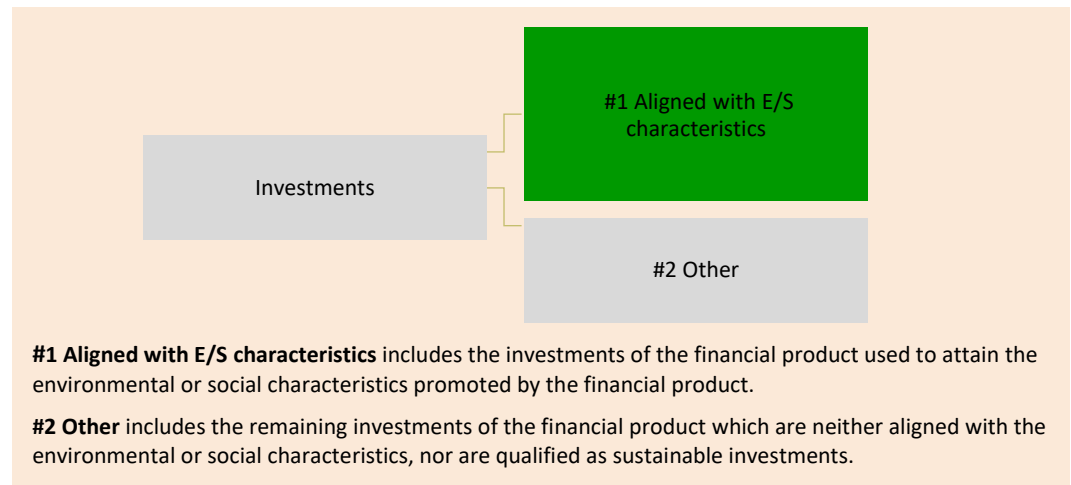 #1 Aligned with E/S
characteristics
Investments
#2 Other
#1 Aligned with E/S characteristics includes the investments of the financial product used to attain the
environmental or social characteristics promoted by the financial product.
#2 Other includes the remaining investments of the financial product which are neither aligned with the
environmental or social characteristics, nor are qualified as sustainable investments.